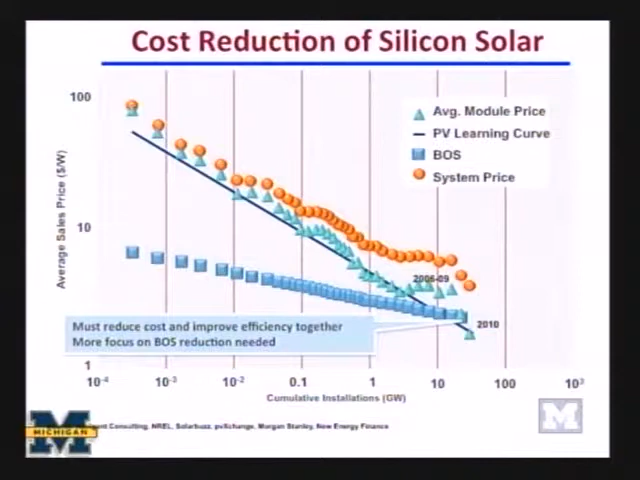 Cost Reduction of Silicon Solar
100
Avg. Module Price
PV Learning Curve
BOS
System Price
Average Sales Price ($/W)
10
2006-09
2010
Must reduce cost and improve efficiency together
More focus on BOS reduction needed
1
10-4 10-3 10-2 0.1 1 10 100 103
Cumulative Installations (GW)
M
MICHIGAN
Consulting, NREL, Solarbuzz, pvXchange, Morgan Stanley, New Energy Finance
M